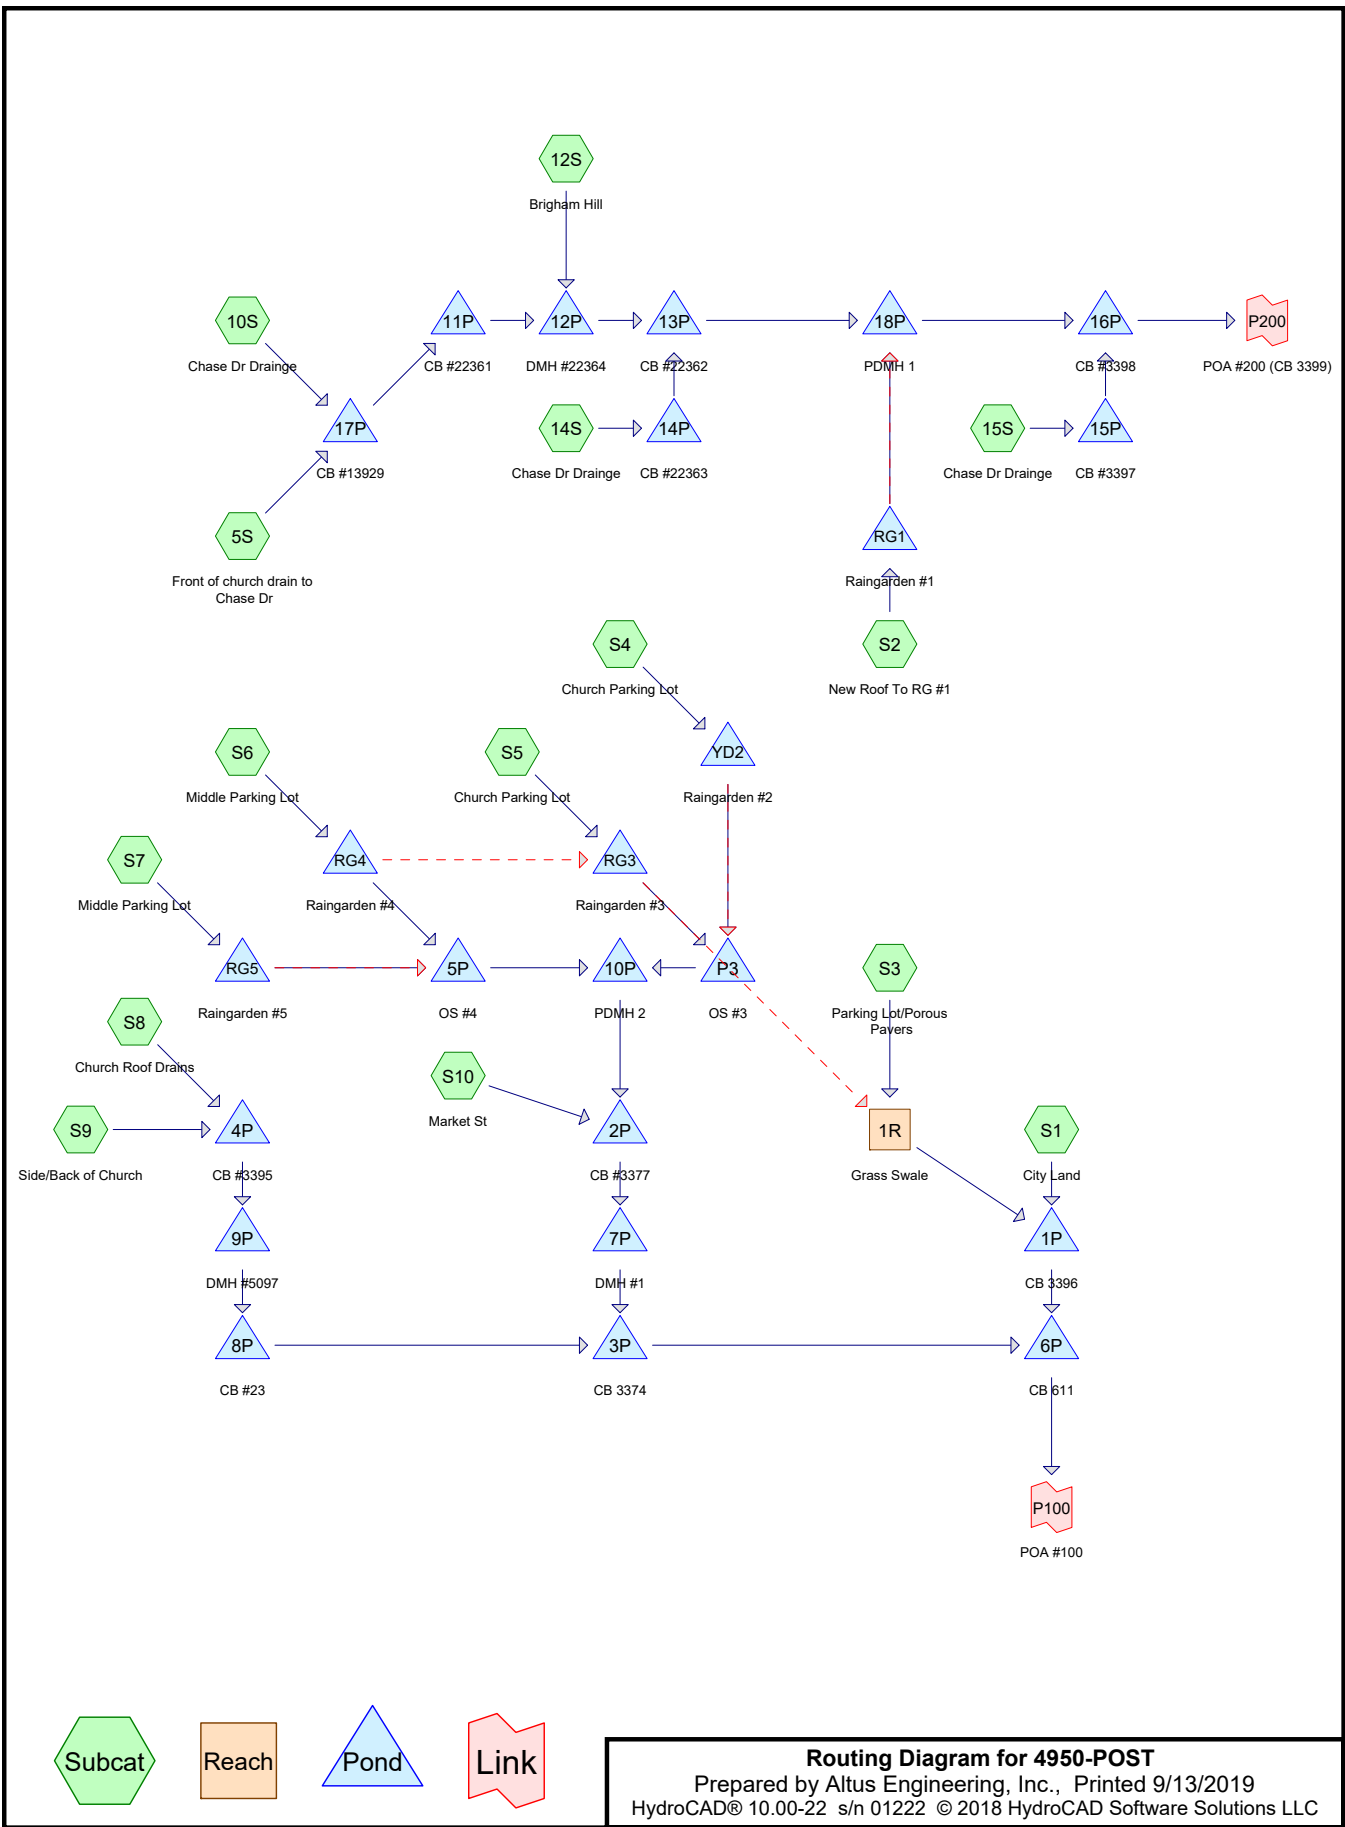 12S
Brigham Hill
10S
Chase Dr Drainge
11P
CB #22361
12P
DMH #22364
13P
CB #22362
18P
PDMH 1
16P
CB #3398
P200
POA #200 (CB 3399)
17P
CB #13929
14S
Chase Dr Drainge
14P
CB #22363
15S
Chase Dr Drainge
15P
CB #3397
5S
Front of church drain to
Chase Dr
RG1
Raingarden #1
S4
Church Parking Lot
S2
New Roof To RG #1
S6
Middle Parking Lot
S5
Church Parking Lot
YD2
Raingarden #2
S7
Middle Parking Lot
RG4
Raingarden #4
RG3
Raingarden #3
RG5
Raingarden #5
5P
OS #4
10P
PDMH 2
P3
OS #3
S3
Parking Lot/Porous
Pavers
S8
Church Roof Drains
S10
Market St
S9
Side/Back of Church
4P
CB #3395
2P
CB #3377
1R
Grass Swale
S1
City Land
9P
DMH #5097
7P
DMH #1
1P
CB 3396
8P
CB #23
3P
CB 3374
6P
CB 611
P100
POA #100
Subcat
Reach
Pond
Link
Routing Diagram for 4950-POST
Prepared by Altus Engineering, Inc., Printed 9/13/2019
HydroCAD® 10.00-22 s/n 01222 © 2018 HydroCAD Software Solutions LLC